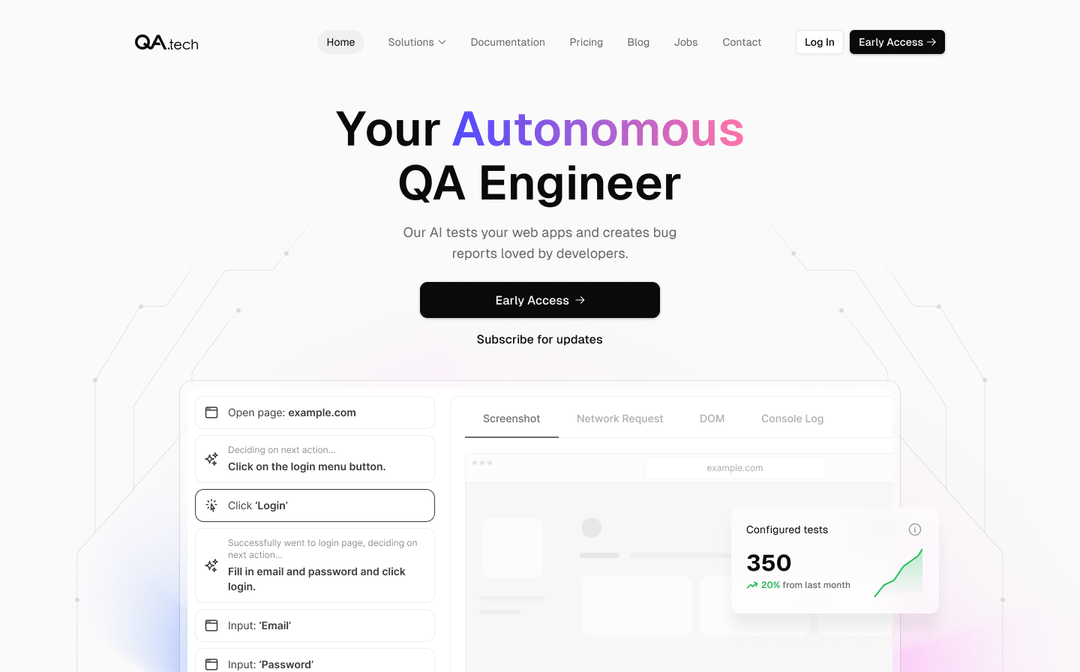 QA.tech
Home
Solutions
Documentation
Pricing
Blog
Jobs
Contact
Log In
Early Access →
Your Autonomous
QA Engineer
Our AI tests your web apps and creates bug
reports loved by developers.
Early Access →
Subscribe for updates
Open page: example.com
Deciding on next action...
Click on the login menu button.
Click ‘Login’
Successfully went to login page, deciding on
next action...
Fill in email and password and click
login.
Input: ‘Email’
Input: ‘Password’
Screenshot
Network Request
DOM
Console Log
example.com
Configured tests
350
20% from last month